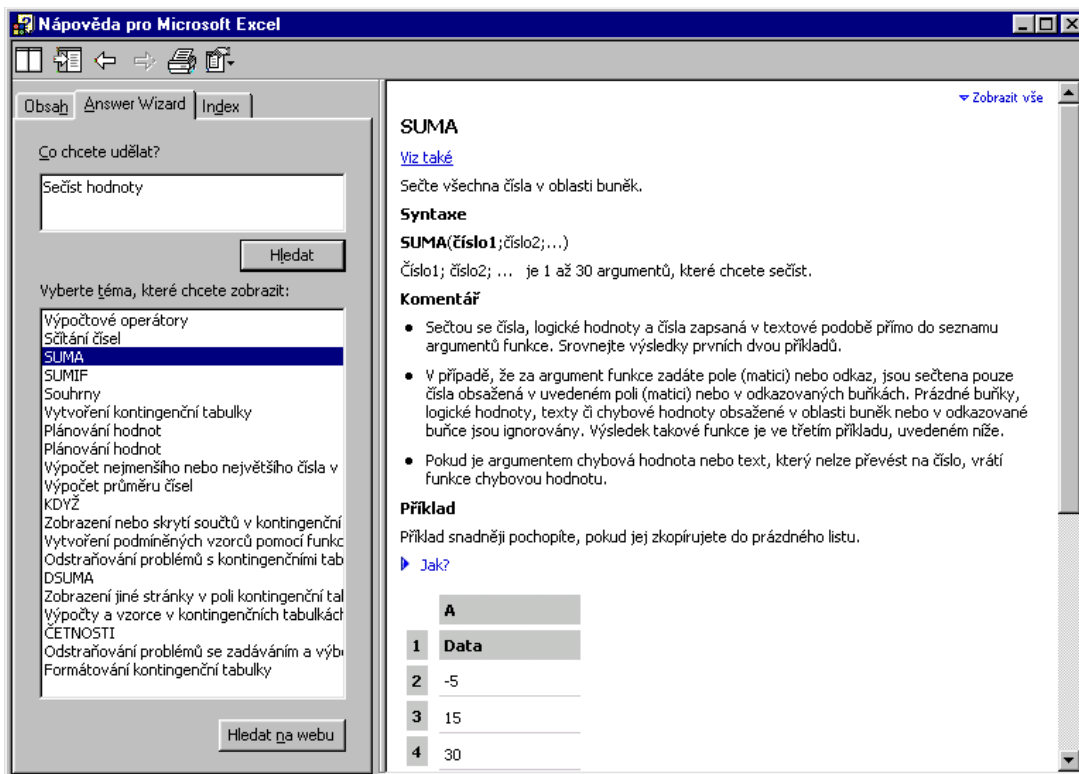 Nápověda pro Microsoft Excel
Obsah Answer Wizard Index
Co chcete udělat?
Sečíst hodnoty
Hledat
Vyberte téma, které chcete zobrazit:
Výpočtové operátory
Sčítání čísel
SUMA
SUMIF
Souhrny
Vytvoření kontingenční tabulky
Plánování hodnot
Plánování hodnot
Výpočet nejmenšího nebo největšího čísla v
Výpočet průměru čísel
KDYŽ
Zobrazení nebo skrytí součtů v kontingenční
Vytvoření podmíněných vzorců pomocí funkc
Odstraňování problémů s kontingenčními tab
DSUMA
Zobrazení jiné stránky v poli kontingenční tal
Výpočty a vzorce v kontingenčních tabulkách
ČETNOSTI
Odstraňování problémů se zadáváním a výb
Formátování kontingenční tabulky
Hledat na webu
Zobrazit vše
SUMA
Viz také
Sečte všechna čísla v oblasti buněk.
Syntaxe
SUMA(číslo1;číslo2;...)
Číslo1; číslo2; ... je 1 až 30 argumentů, které chcete sečíst.
Komentář
• Sečtou se čísla, logické hodnoty a čísla zapsaná v textové podobě přímo do seznamu
argumentů funkce. Srovnejte výsledky prvních dvou příkladů.
• V případě, že za argument funkce zadáte pole (matici) nebo odkaz, jsou sečtena pouze
čísla obsažená v uvedeném poli (matici) nebo v odkazovaných buňkách. Prázdné buňky,
logické hodnoty, texty či chybové hodnoty obsažené v oblasti buněk nebo v odkazované
buňce jsou ignorovány. Výsledek takové funkce je ve třetím příkladu, uvedeném níže.
• Pokud je argumentem chybová hodnota nebo text, který nelze převést na číslo, vrátí
funkce chybovou hodnotu.
Příklad
Příklad snadněji pochopíte, pokud jej zkopírujete do prázdného listu.
Jak?
A
1 Data
2 -5
3 15
4 30